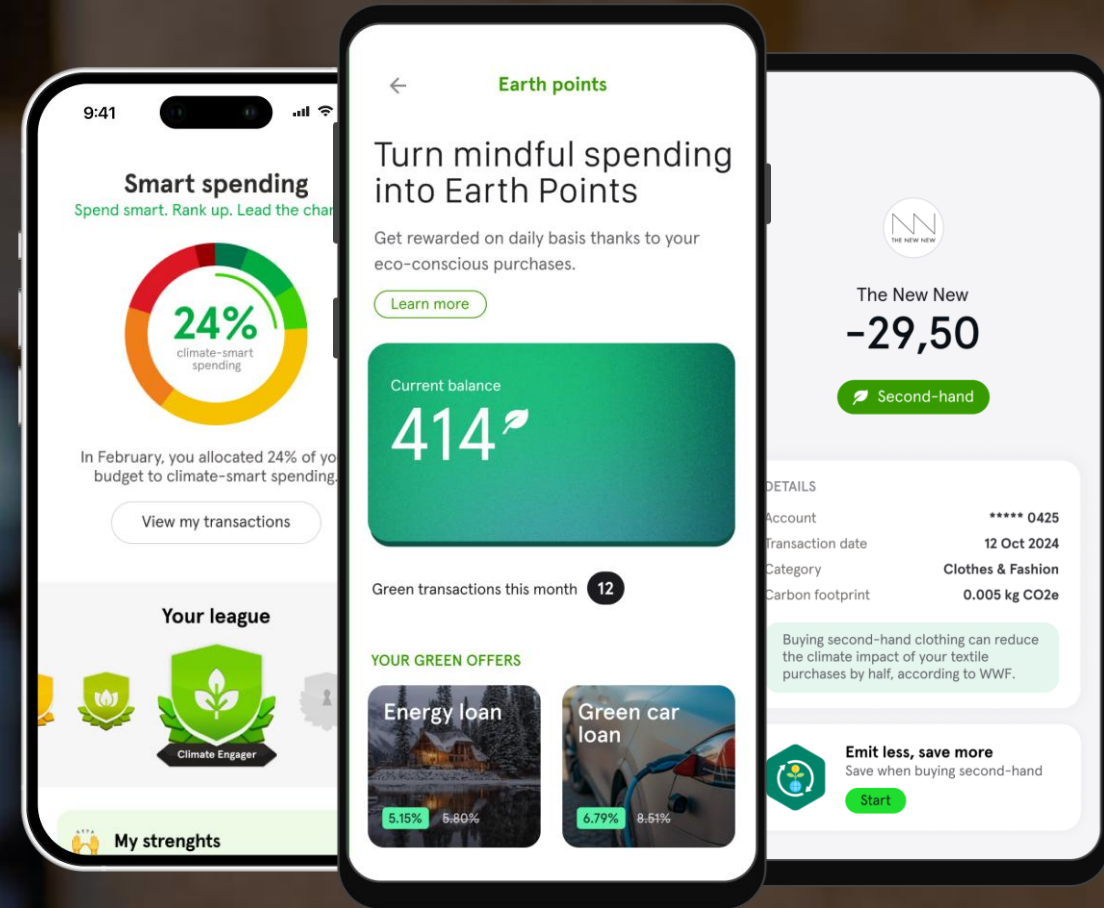 9:41
Smart spending
Spend smart. Rank up. Lead the char
24%
climate-smart
spending
In February, you allocated 24% of yo
budget to climate-smart spending.
View my transactions
Your league
Climate Engager
My strenghts
Earth points
Turn mindful spending
into Earth Points
Get rewarded on daily basis thanks to your
eco-conscious purchases.
Learn more
Current balance
414
Green transactions this month 12
YOUR GREEN OFFERS
Energy loan
5.15% 5.80%
Green car
loan
6.79% 8.51%
NN
THE NEW NEW
The New New
-29,50
Second-hand
DETAILS
Account ***** 0425
Transaction date 12 Oct 2024
Category Clothes & Fashion
Carbon footprint 0.005 kg CO2e
Buying second-hand clothing can reduce
the climate impact of your textile
purchases by half, according to WWF.
Emit less, save more
Save when buying second-hand
Start